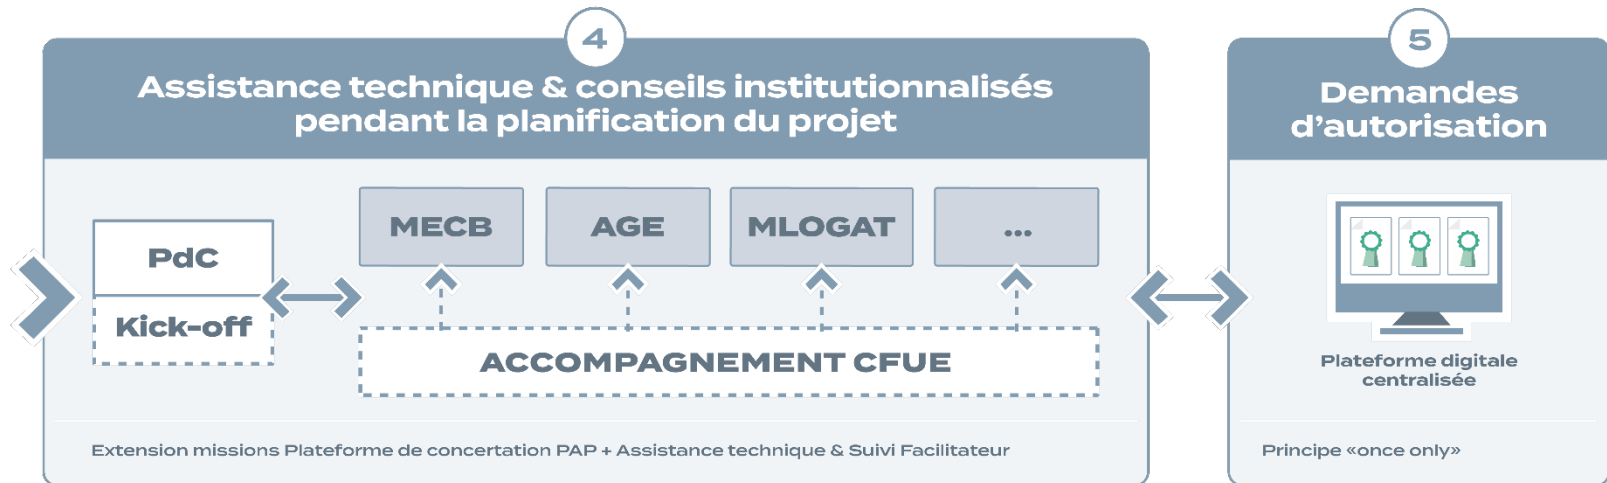 4
Assistance technique & conseils institutionnalisés
pendant la planification du projet
PdC
Kick-off
MECB
AGE
MLOGAT
...
ACCOMPAGNEMENT CFUE
Extension missions Plateforme de concertation PAP + Assistance technique & Suivi Facilitateur
5
Demandes
d'autorisation
Plateforme digitale
centralisée
Principe «once only»